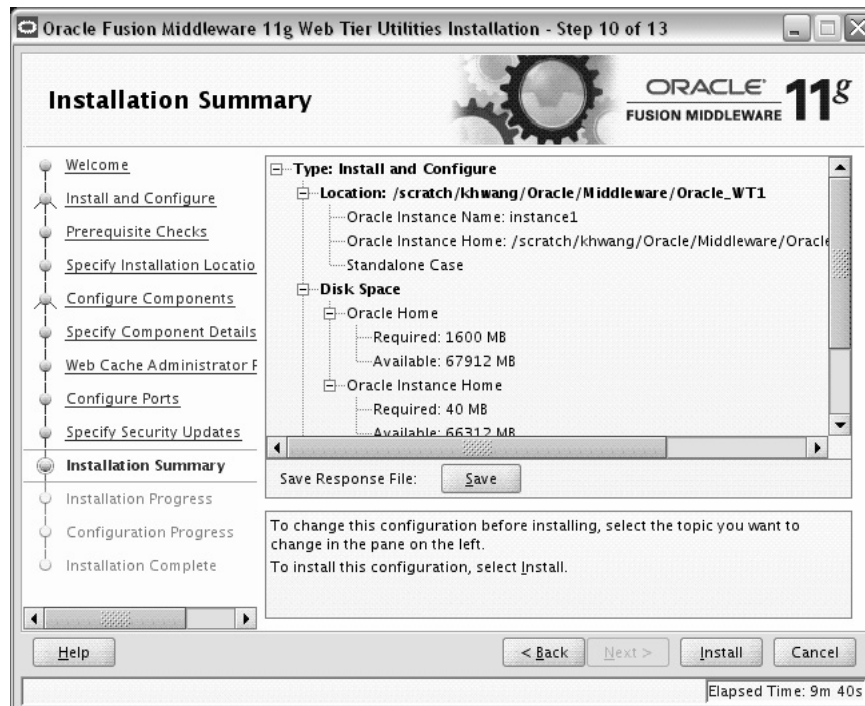 Oracle Fusion Middleware 11g Web Tier Utilities Installation - Step 10 of 13
Installation Summary
ORACLE
FUSION MIDDLEWARE
11g
Welcome
Install and Configure
Prerequisite Checks
Specify Installation Locatio
Configure Components
Specify Component Details
Web Cache Administrator P
Configure Ports
Specify Security Updates
Installation Summary
Installation Progress
Configuration Progress
Installation Complete
Type: Install and Configure
Location: /scratch/khwang/Oracle/Middleware/Oracle_WT1
Oracle Instance Name: instance1
Oracle Instance Home: /scratch/khwang/Oracle/Middleware/Oracle
Standalone Case
Disk Space
Oracle Home
Required: 1600 MB
Available: 67912 MB
Oracle Instance Home
Required: 40 MB
Available: 66312 MB
Save Response File:
Save
To change this configuration before installing, select the topic you want to
change in the pane on the left.
To install this configuration, select Install.
Help
< Back
Next >
Install
Cancel
Elapsed Time: 9m 40s